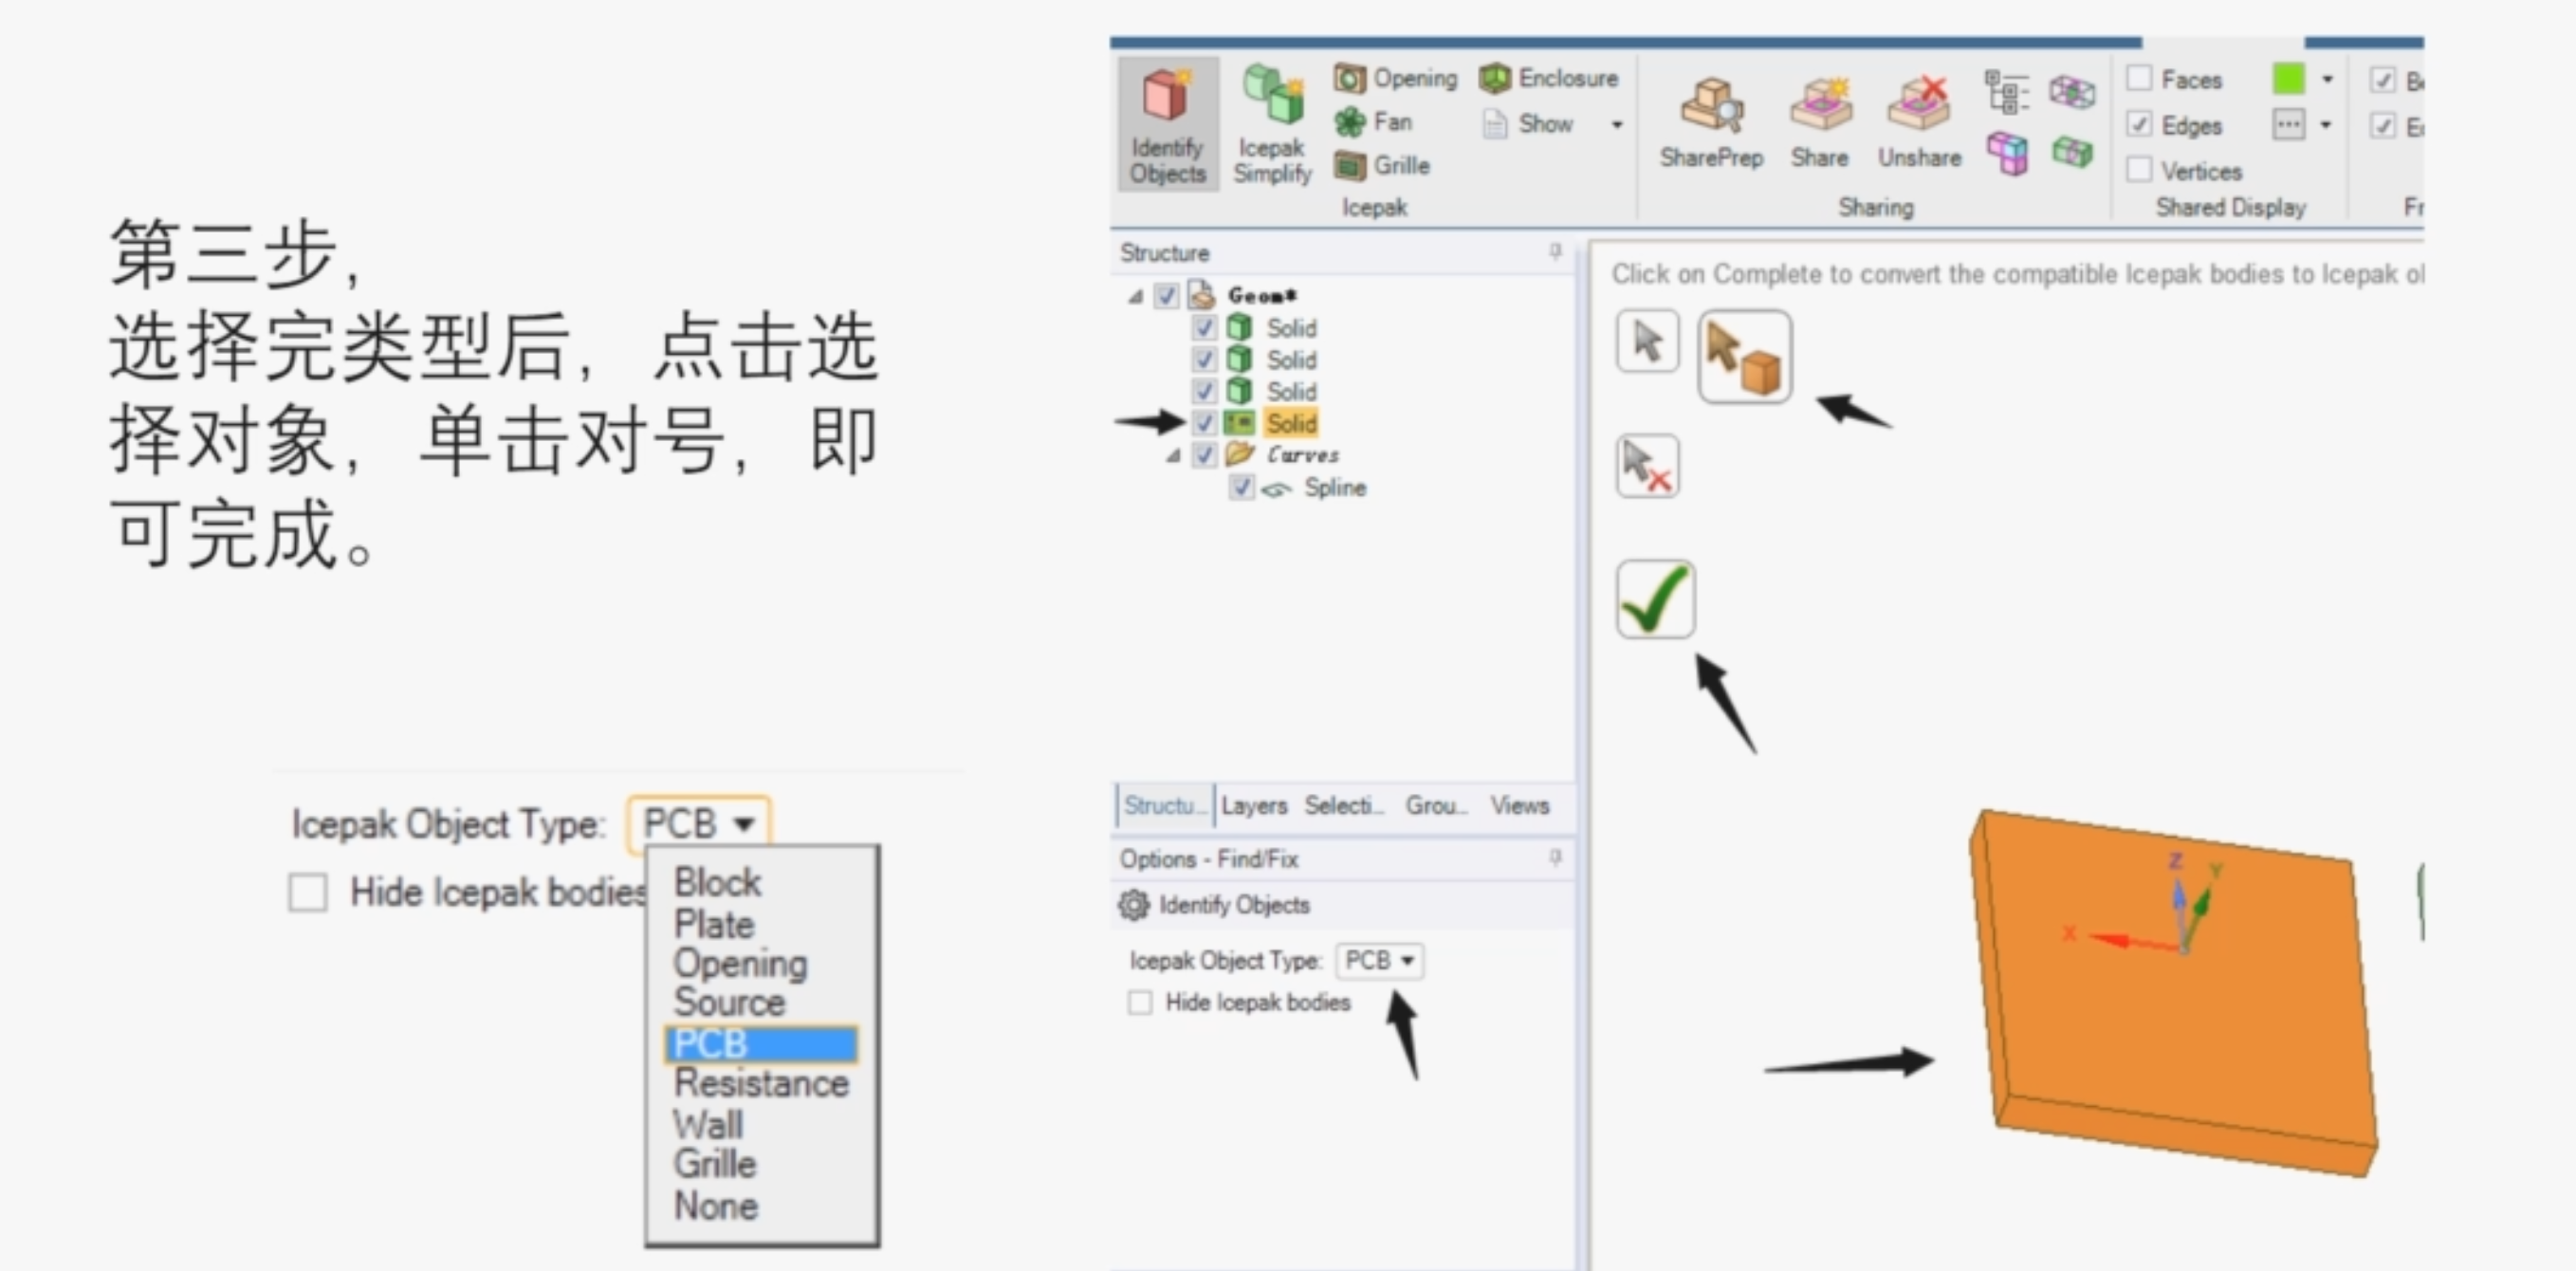 第三步，
选择完类型后，点击选
择对象，单击对号，即
可完成。
Icepak Object Type: PCB
Hide Icepak bodies
Block
Plate
Opening
Source
PCB
Resistance
Wall
Grille
None
Identify
Objects
Icepak
Simplify
Opening
Fan
Grille
Enclosure
Show
Icepak
SharePrep
Share
Unshare
Sharing
Faces
Edges
Vertices
Shared Display
Structure
Geom*
Solid
Solid
Solid
Solid
Curves
Spline
Click on Complete to convert the compatible Icepak bodies to Icepak
Structu... Layers Selecti... Grou... Views
Options - Find/Fix
Identify Objects
Icepak Object Type: PCB
Hide Icepak bodies
Z
Y
X